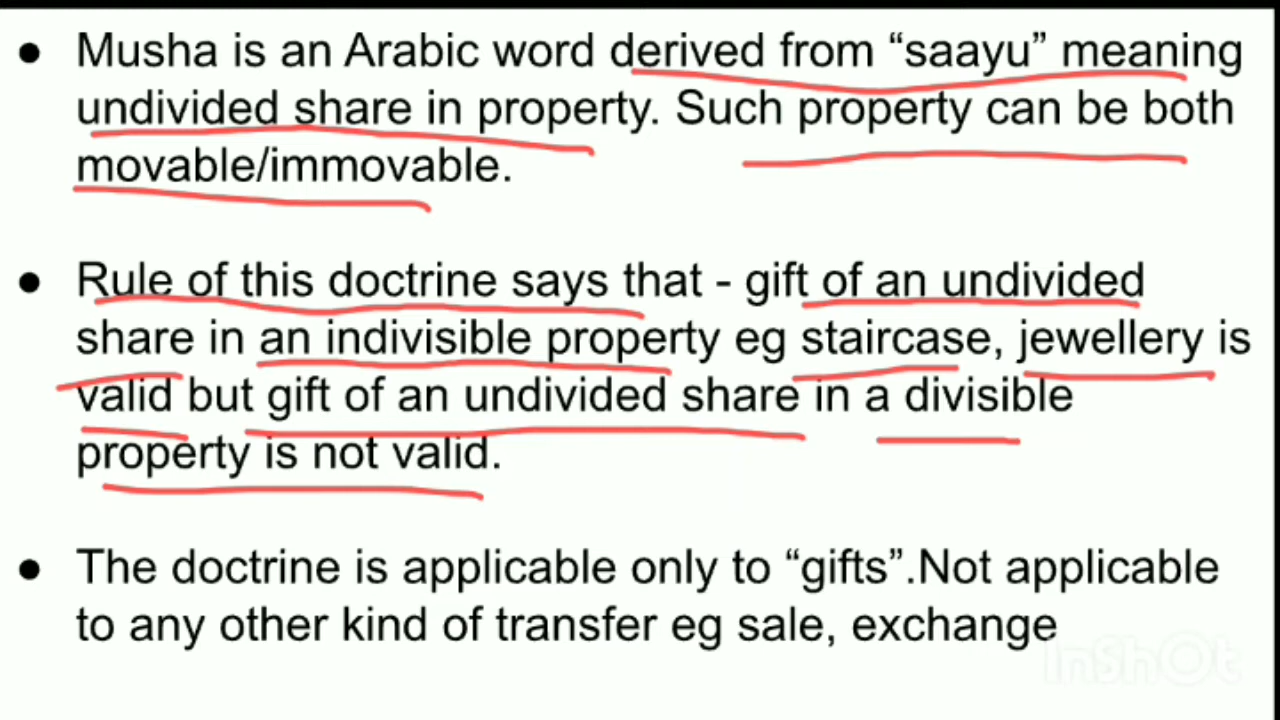 ● Musha is an Arabic word derived from “saayu” meaning
undivided share in property. Such property can be both
movable/immovable.
● Rule of this doctrine says that - gift of an undivided
share in an indivisible property eg staircase, jewellery is
valid but gift of an undivided share in a divisible
property is not valid.
● The doctrine is applicable only to “gifts”.Not applicable
to any other kind of transfer eg sale, exchange
InShOt